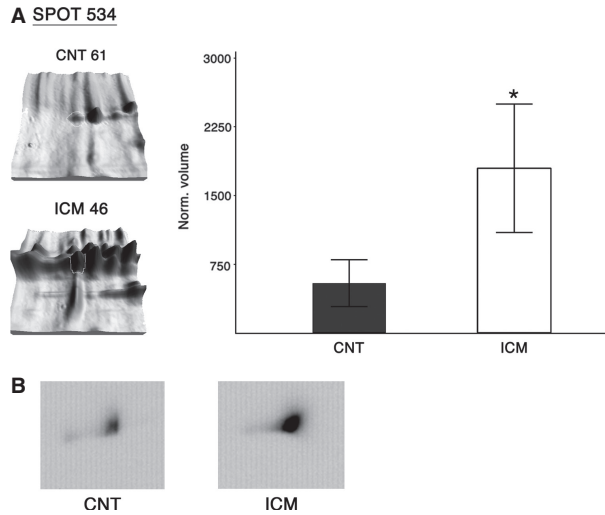 A SPOT 534
CNT 61
ICM 46
Norm. volume
3000
2250
1500
750
*
CNT
ICM
B
CNT
ICM